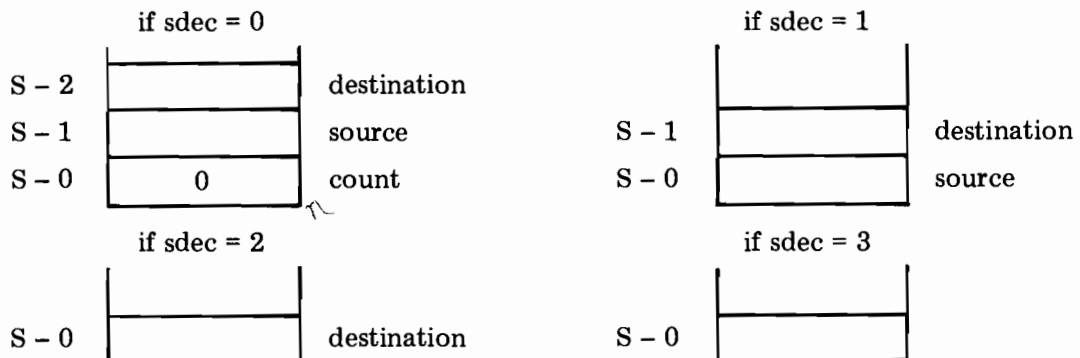 if sdec = 0
S – 2 destination
S – 1 source
S – 0 0 count
if sdec = 1
S – 1 destination
S – 0 source
if sdec = 2
S – 0 destination
if sdec = 3
S – 0